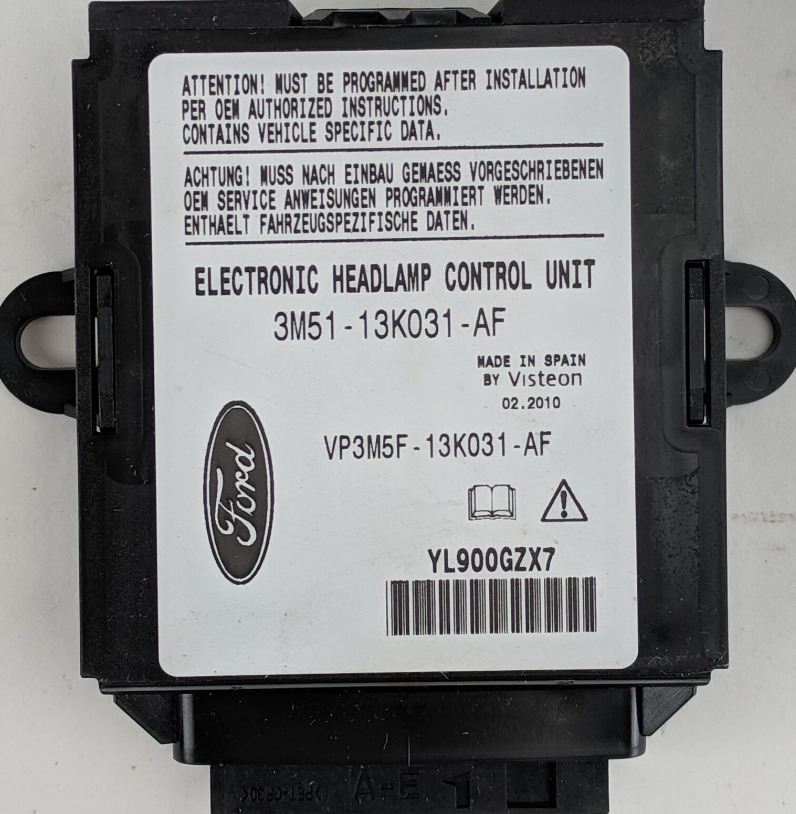 ATTENTION! MUST BE PROGRAMMED AFTER INSTALLATION
PER OEM AUTHORIZED INSTRUCTIONS.
CONTAINS VEHICLE SPECIFIC DATA.
ACHTUNG! MUSS NACH EINBAU GEMAESS VORGESCHRIEBENEN
OEM SERVICE ANWEISUNGEN PROGRAMMIERT WERDEN.
ENTHAELT FAHRZEUGSPEZIFISCHE DATEN.
ELECTRONIC HEADLAMP CONTROL UNIT
3M51-13K031-AF
MADE IN SPAIN
BY Visteon
02.2010
VP3M5F-13K031-AF
Ford
YL900GZX7
A-E 1